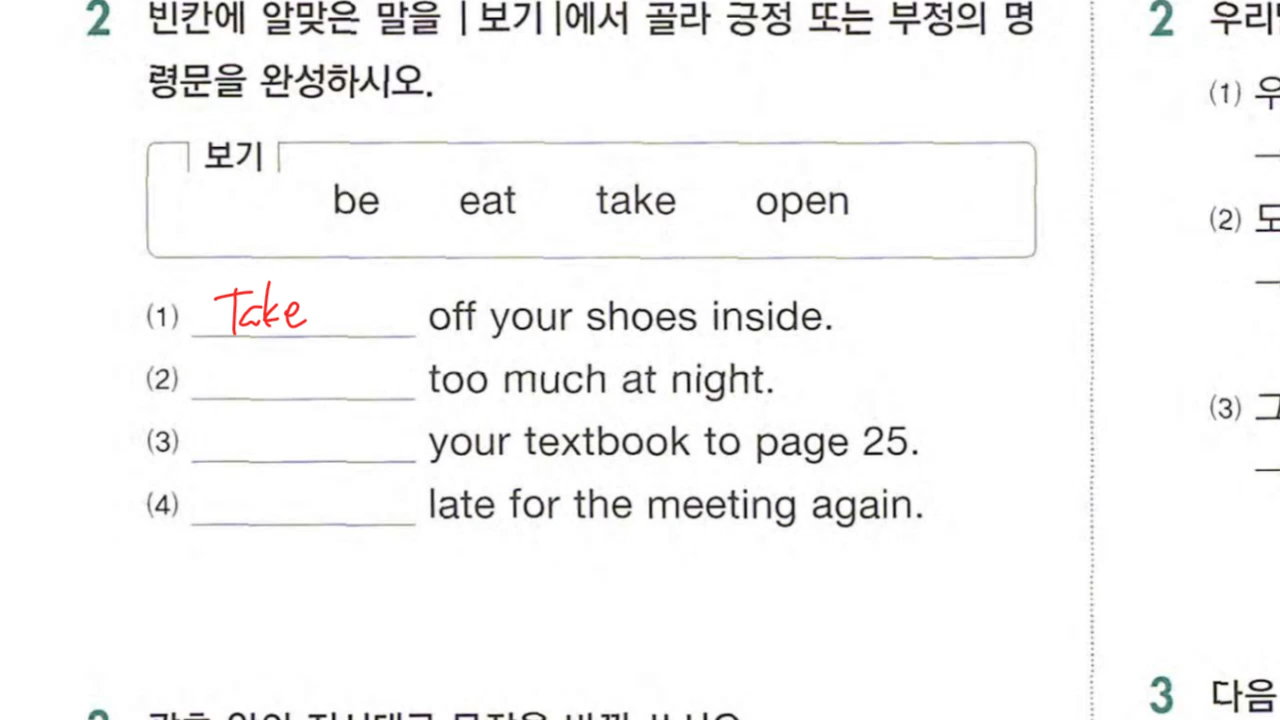 2 빈칸에 알맞은 말을 |보기|에서 골라 긍정 또는 부정의 명
령문을 완성하시오.
보기
be eat take open
(1) Take off your shoes inside.
(2) too much at night.
(3) your textbook to page 25.
(4) late for the meeting again.
2
(1)
(2)
(3)
3 다음